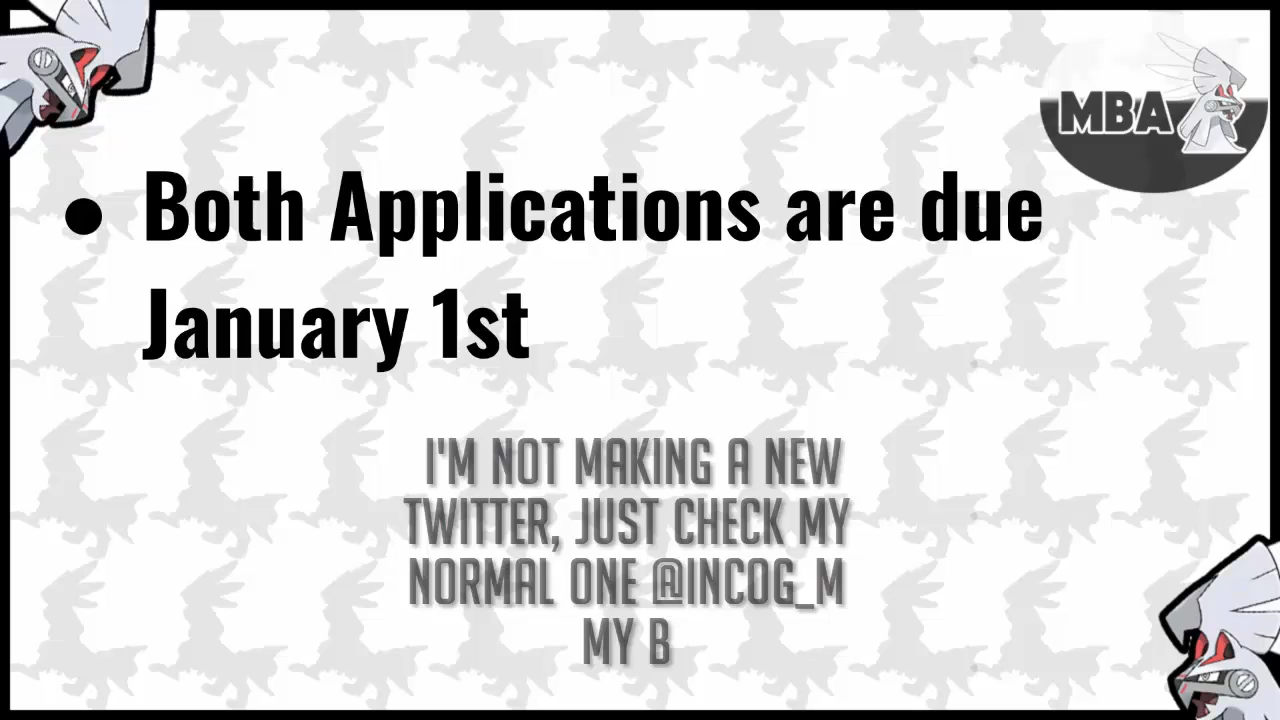 MBA
• Both Applications are due
January 1st
I'M NOT MAKING A NEW
TWITTER, JUST CHECK MY
NORMAL ONE @INCOG_M
MY B